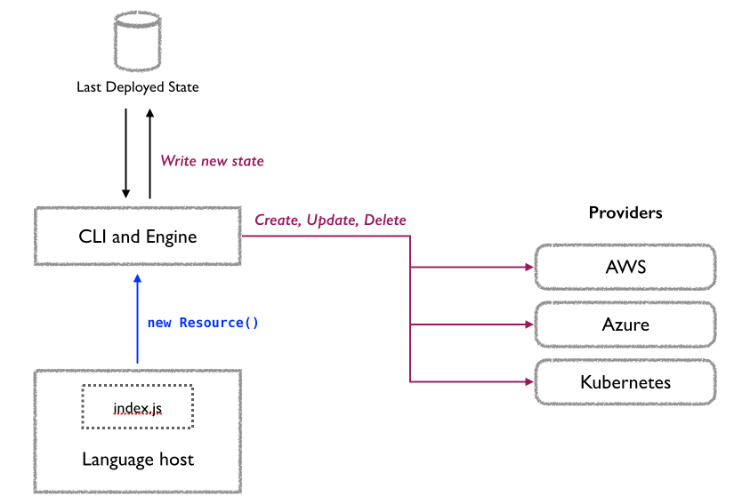 Last Deployed State
Write new state
Create, Update, Delete
Providers
CLI and Engine
AWS
new Resource()
Azure
Kubernetes
index.js
Language host